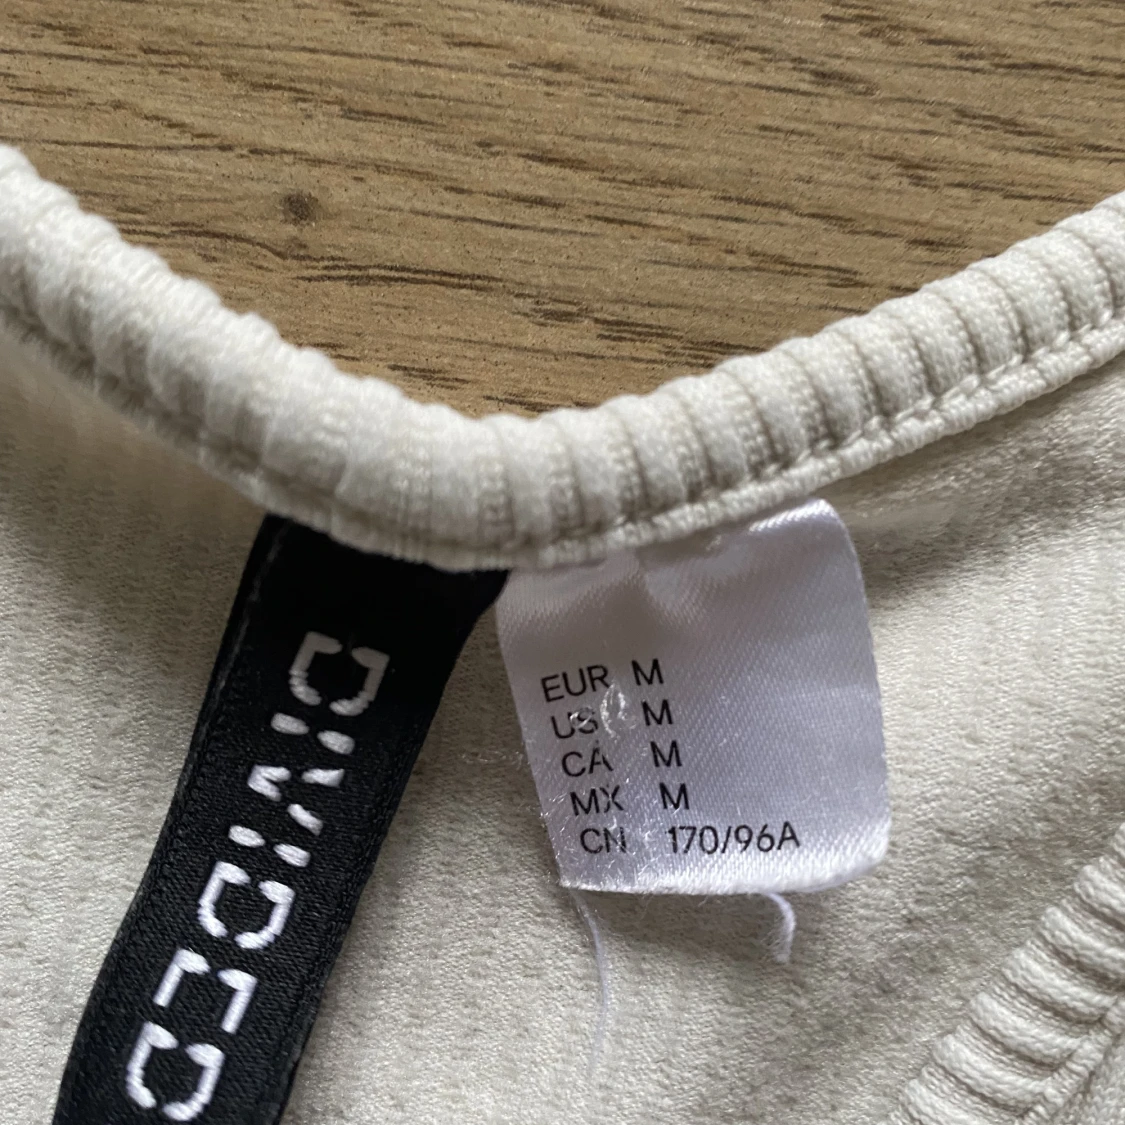 DIVIDED
EUR M
US M
CA M
MX M
CN 170/96A